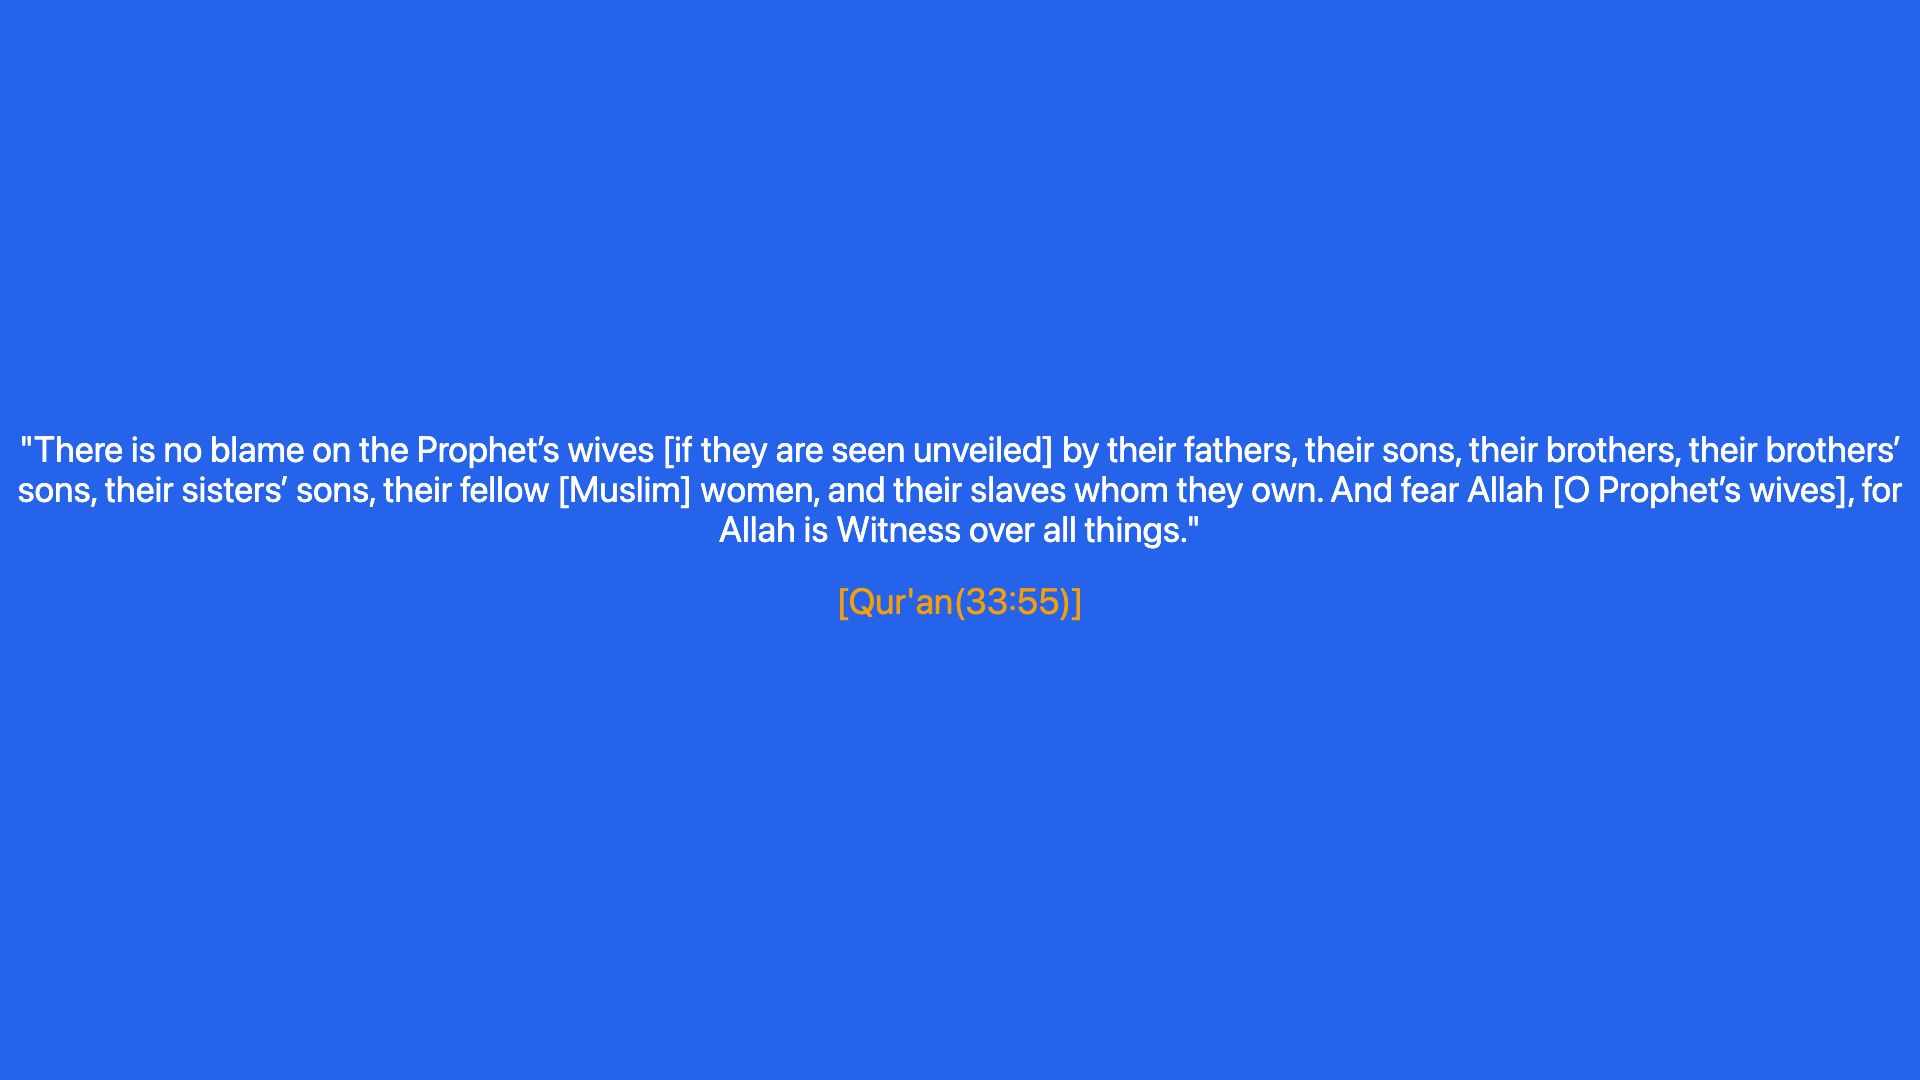 "There is no blame on the Prophet’s wives [if they are seen unveiled] by their fathers, their sons, their brothers, their brothers’
sons, their sisters’ sons, their fellow [Muslim] women, and their slaves whom they own. And fear Allah [O Prophet’s wives], for
Allah is Witness over all things."
[Qur'an(33:55)]